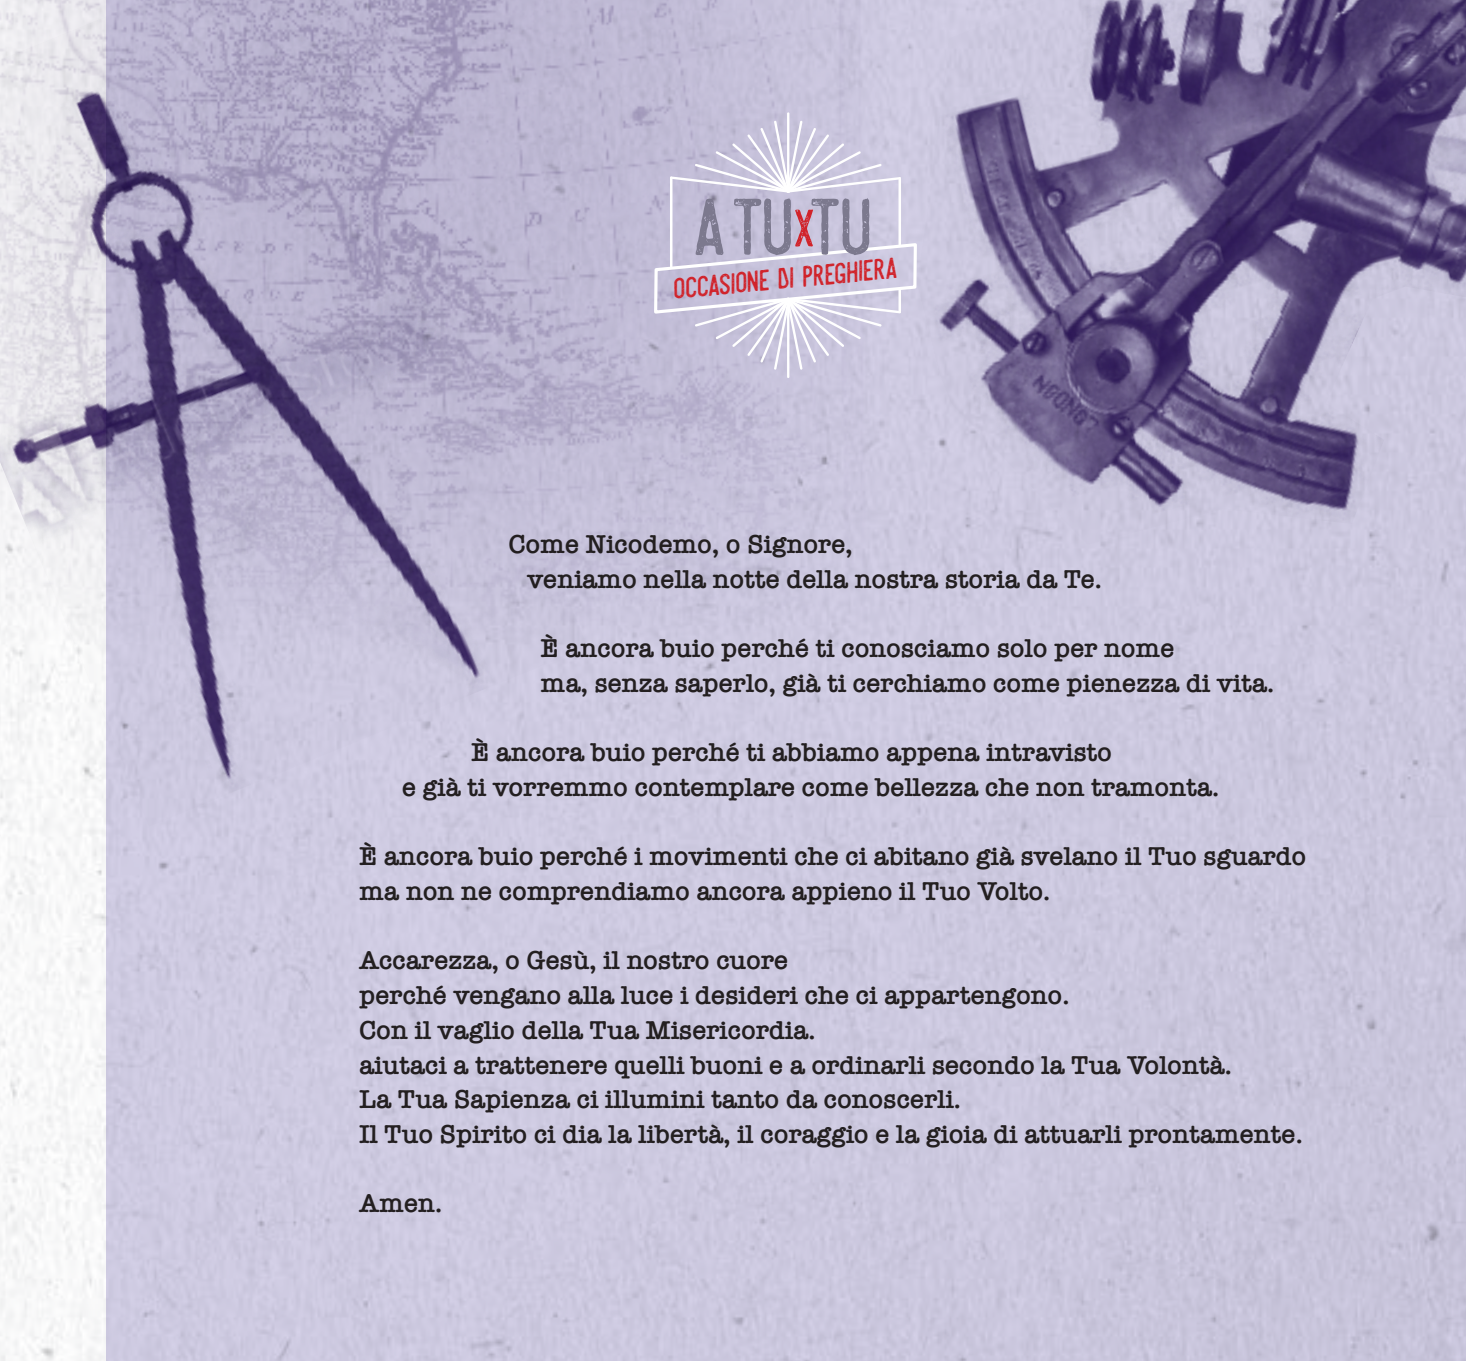 A TUxTU
OCCASIONE DI PREGHIERA
Come Nicodemo, o Signore,
veniamo nella notte della nostra storia da Te.
È ancora buio perché ti conosciamo solo per nome
ma, senza saperlo, già ti cerchiamo come pienezza di vita.
È ancora buio perché ti abbiamo appena intravisto
e già ti vorremmo contemplare come bellezza che non tramonta.
È ancora buio perché i movimenti che ci abitano già svelano il Tuo sguardo
ma non ne comprendiamo ancora appieno il Tuo Volto.
Accarezza, o Gesù, il nostro cuore
perché vengano alla luce i desideri che ci appartengono.
Con il vaglio della Tua Misericordia.
aiutaci a trattenere quelli buoni e a ordinarli secondo la Tua Volontà.
La Tua Sapienza ci illumini tanto da conoscerli.
Il Tuo Spirito ci dia la libertà, il coraggio e la gioia di attuarli prontamente.
Amen.